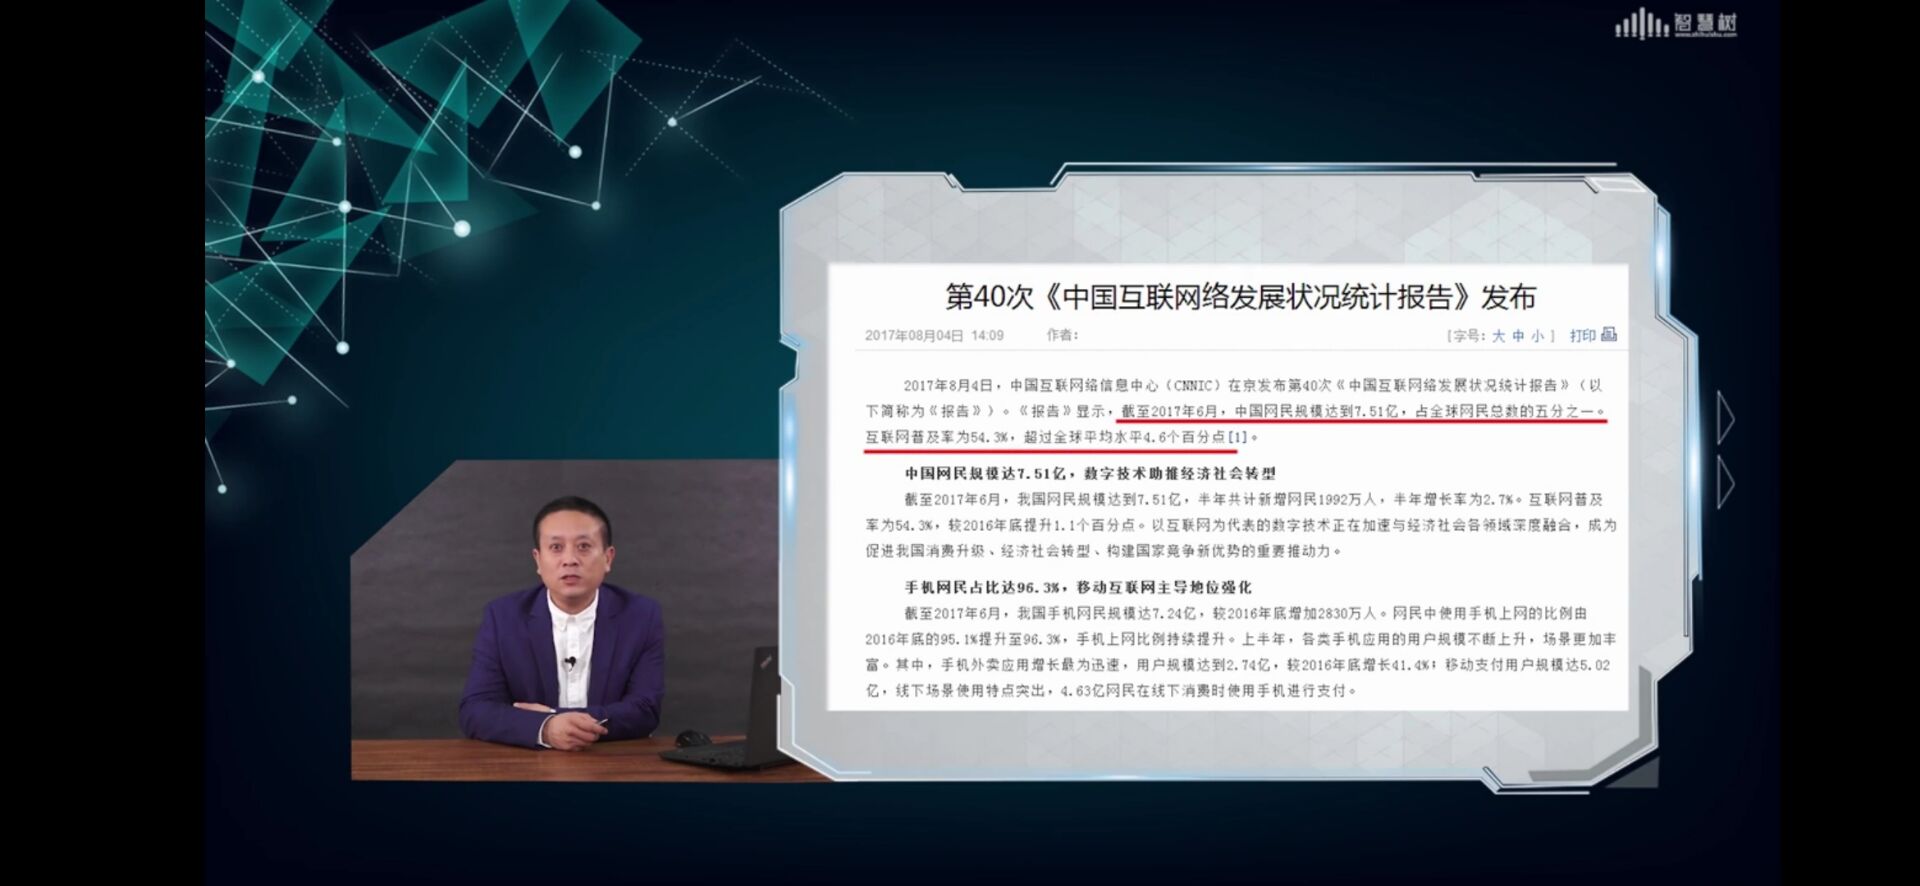 智慧树
www.zhihuishu.com
第40次《中国互联网络发展状况统计报告》发布
2017年08月04日 14:09 作者: [字号: 大 中 小 ] 打印
2017年8月4日，中国互联网络信息中心（CNNIC）在京发布第40次《中国互联网络发展状况统计报告》（以
下简称为《报告》）。《报告》显示，截至2017年6月，中国网民规模达到7.51亿，占全球网民总数的五分之一。
互联网普及率为54.3%，超过全球平均水平4.6个百分点[1]。
中国网民规模达7.51亿，数字技术助推经济社会转型
截至2017年6月，我国网民规模达到7.51亿，半年共计新增网民1992万人，半年增长率为2.7%。互联网普及
率为54.3%，较2016年底提升1.1个百分点。以互联网为代表的数字技术正在加速与经济社会各领域深度融合，成为
促进我国消费升级、经济社会转型、构建国家竞争新优势的重要推动力。
手机网民占比达96.3%，移动互联网主导地位强化
截至2017年6月，我国手机网民规模达7.24亿，较2016年底增加2830万人。网民中使用手机上网的比例由
2016年底的95.1%提升至96.3%，手机上网比例持续提升。上半年，各类手机应用的用户规模不断上升，场景更加丰
富。其中，手机外卖应用增长最为迅速，用户规模达到2.74亿，较2016年底增长41.4%；移动支付用户规模达5.02
亿，线下场景使用特点突出，4.63亿网民在线下消费时使用手机进行支付。